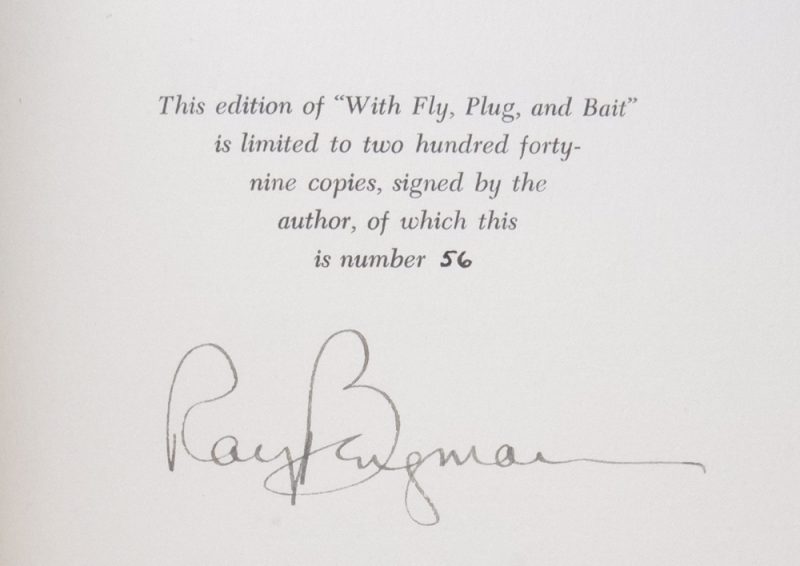 This edition of “With Fly, Plug, and Bait”
is limited to two hundred forty-
nine copies, signed by the
author, of which this
is number 56
Ray Bergman